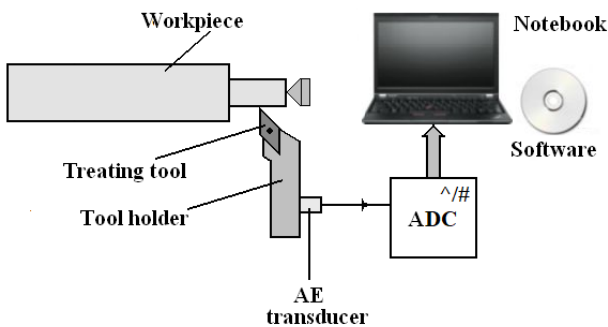 Workpiece
Notebook
Software
Treating tool
Tool holder
^/#
ADC
AE
transducer